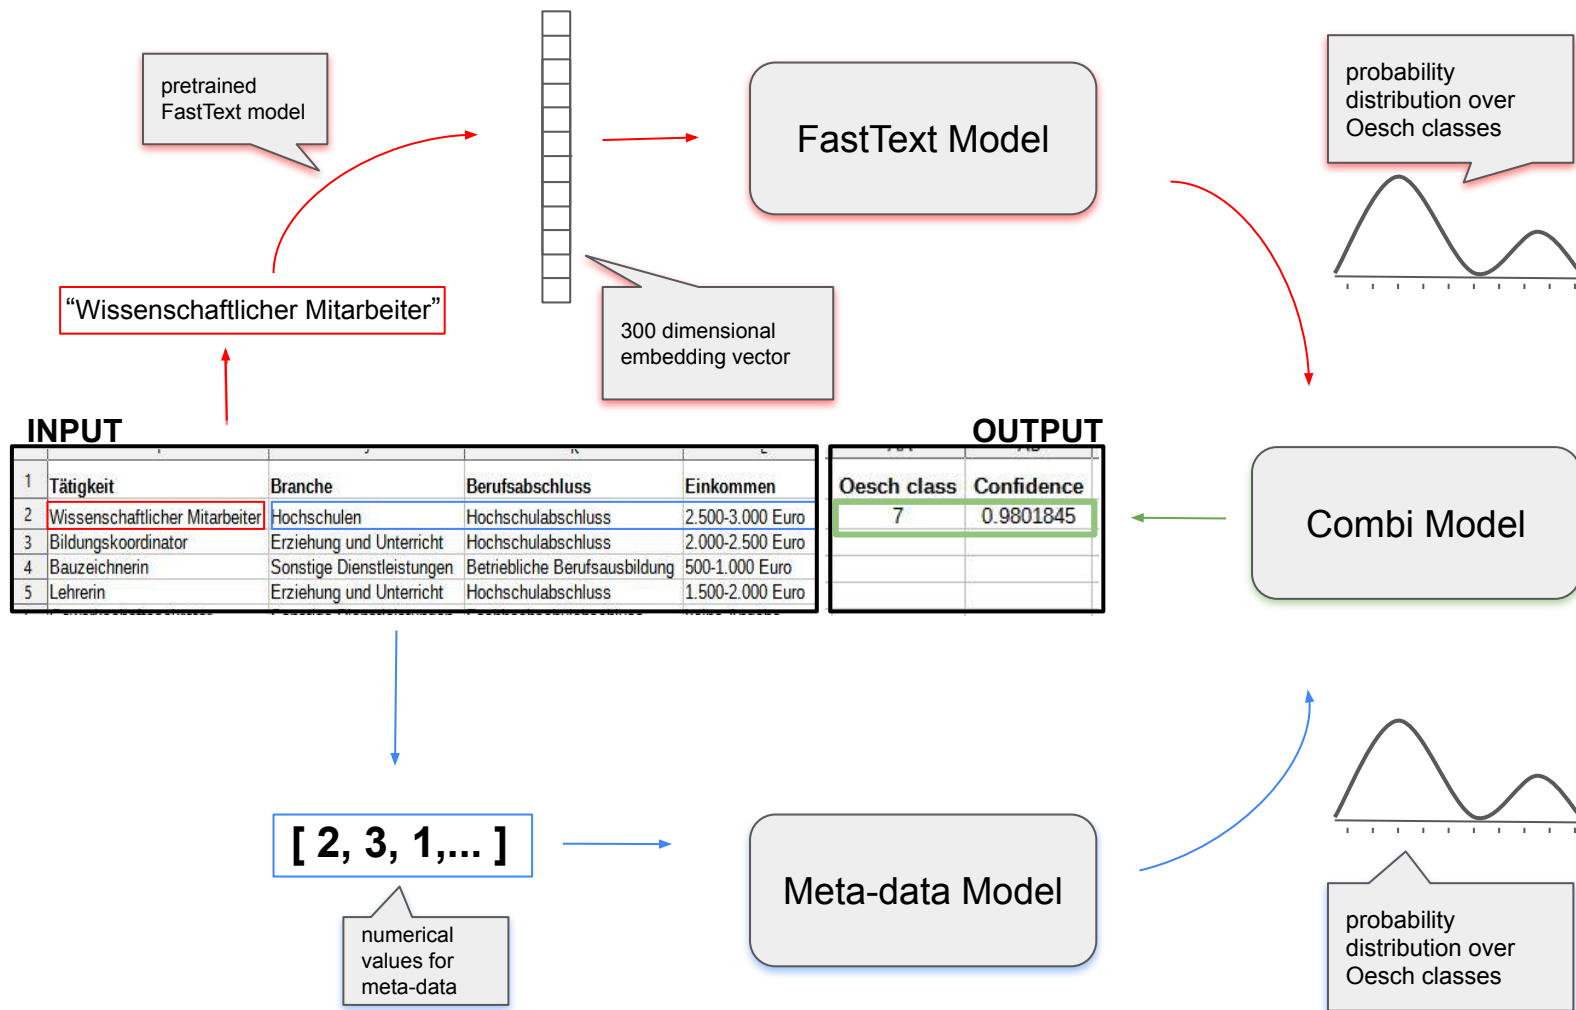 pretrained
FastText model
FastText Model
probability
distribution over
Oesch classes
“Wissenschaftlicher Mitarbeiter”
300 dimensional
embedding vector
INPUT
OUTPUT
1 Tätigkeit Branche Berufsabschluss Einkommen
2 Wissenschaftlicher Mitarbeiter Hochschulen Hochschulabschluss 2.500-3.000 Euro
3 Bildungskoordinator Erziehung und Unterricht Hochschulabschluss 2.000-2.500 Euro
4 Bauzeichnerin Sonstige Dienstleistungen Betriebliche Berufsausbildung 500-1.000 Euro
5 Lehrerin Erziehung und Unterricht Hochschulabschluss 1.500-2.000 Euro
Oesch class Confidence
7 0.9801845
Combi Model
[ 2, 3, 1,... ]
numerical
values for
meta-data
Meta-data Model
probability
distribution over
Oesch classes